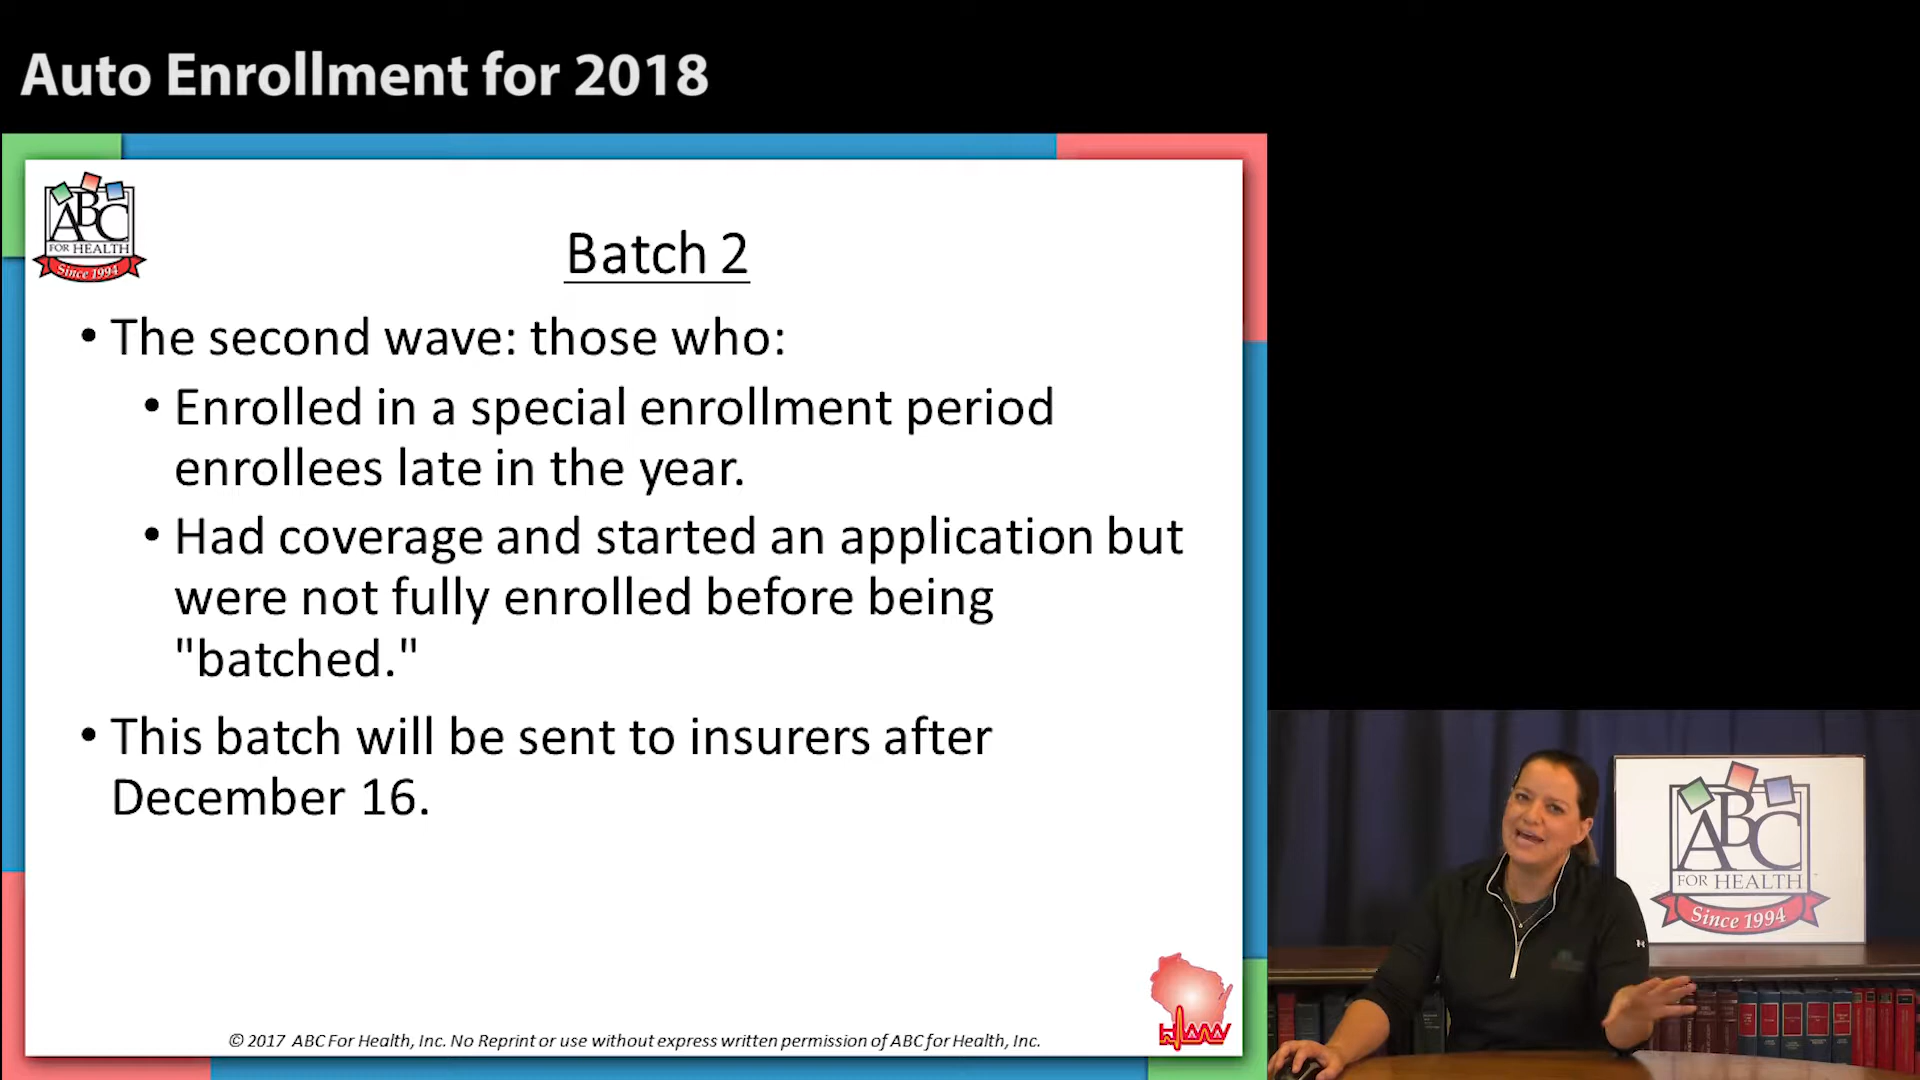 Auto Enrollment for 2018
ABC
FOR HEALTH
Since 1994
Batch 2
• The second wave: those who:
• Enrolled in a special enrollment period
enrollees late in the year.
• Had coverage and started an application but
were not fully enrolled before being
"batched."
• This batch will be sent to insurers after
December 16.
© 2017 ABC For Health, Inc. No Reprint or use without express written permission of ABC for Health, Inc.
ABC
FOR HEALTH
Since 1994